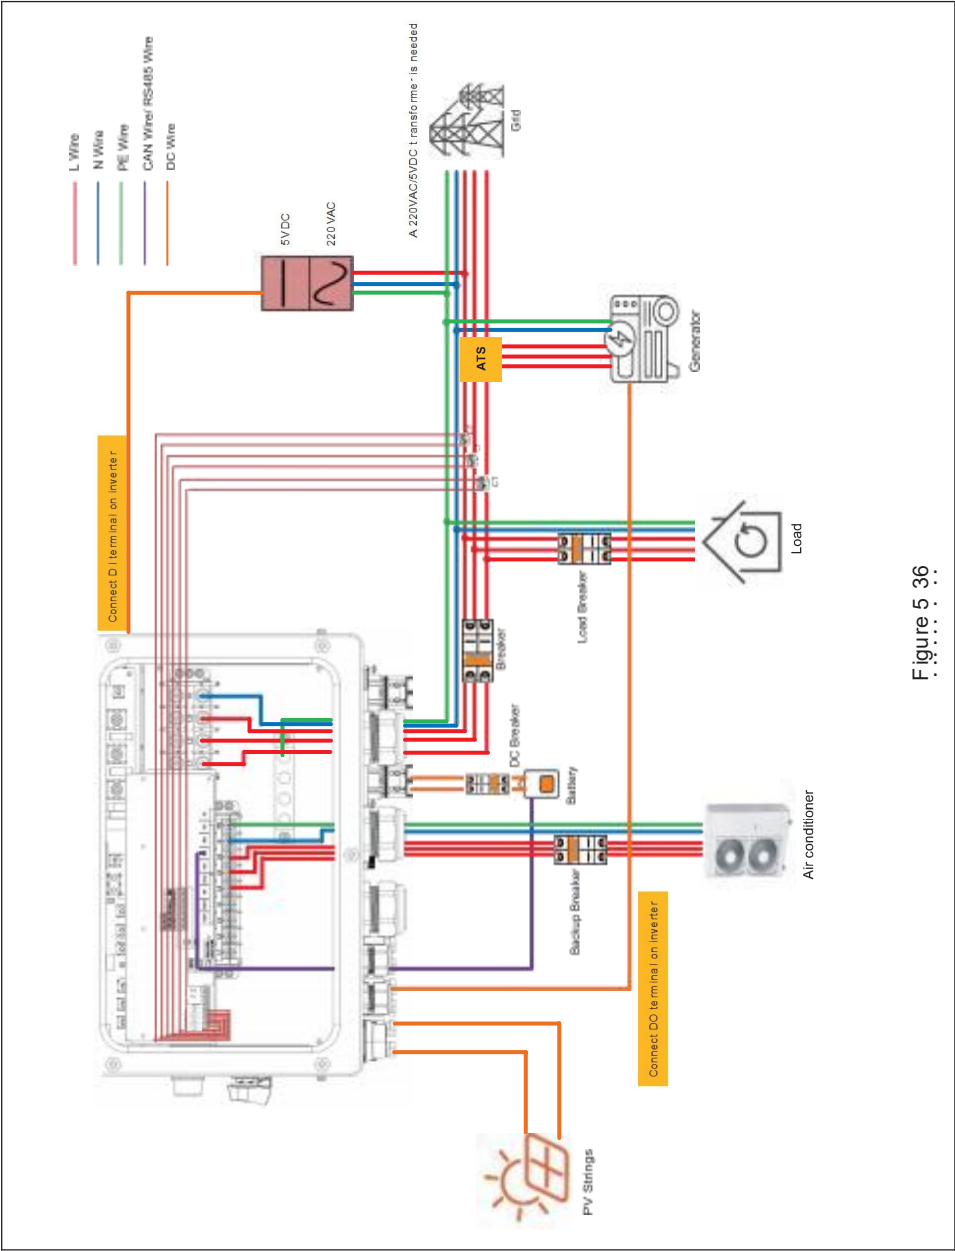 L Wire
N Wire
PE Wire
CAN Wire/ RS485 Wire
DC Wire
A 220VAC/5VDC transformer is needed
5VDC
220VAC
Grid
Connect DI terminal on inverter
ATS
Generator
CT
Load Breaker
Load
Breaker
DC Breaker
Battery
Backup Breaker
Air conditioner
Connect DO terminal on inverter
PV Strings
Figure 5 36